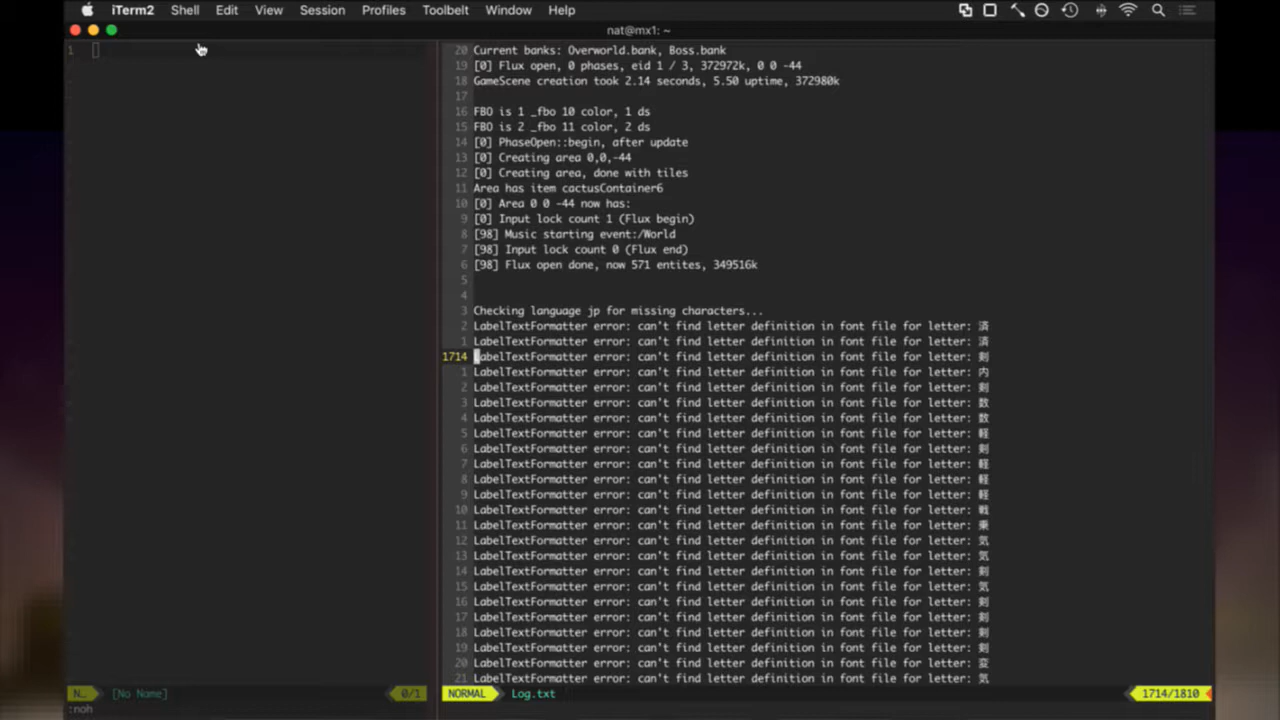 iTerm2 Shell Edit View Session Profiles Toolbelt Window Help
nat@mx1: ~
1
20 Current banks: Overworld.bank, Boss.bank
19 [0] Flux open, 0 phases, eid 1 / 3, 372972k, 0 0 -44
18 GameScene creation took 2.14 seconds, 5.50 uptime, 372980k
17
16 FBO is 1 _fbo 10 color, 1 ds
15 FBO is 2 _fbo 11 color, 2 ds
14 [0] PhaseOpen::begin, after update
13 [0] Creating area 0,0,-44
12 [0] Creating area, done with tiles
11 Area has item cactusContainer6
10 [0] Area 0 0 -44 now has:
9 [0] Input lock count 1 (Flux begin)
8 [98] Music starting event:/World
7 [98] Input lock count 0 (Flux end)
6 [98] Flux open done, now 571 entites, 349516k
5
4
3 Checking language jp for missing characters...
2 LabelTextFormatter error: can't find letter definition in font file for letter: 済
1 LabelTextFormatter error: can't find letter definition in font file for letter: 済
1714 LabelTextFormatter error: can't find letter definition in font file for letter: 剣
1 LabelTextFormatter error: can't find letter definition in font file for letter: 内
2 LabelTextFormatter error: can't find letter definition in font file for letter: 剣
3 LabelTextFormatter error: can't find letter definition in font file for letter: 数
4 LabelTextFormatter error: can't find letter definition in font file for letter: 数
5 LabelTextFormatter error: can't find letter definition in font file for letter: 軽
6 LabelTextFormatter error: can't find letter definition in font file for letter: 剣
7 LabelTextFormatter error: can't find letter definition in font file for letter: 軽
8 LabelTextFormatter error: can't find letter definition in font file for letter: 軽
9 LabelTextFormatter error: can't find letter definition in font file for letter: 軽
10 LabelTextFormatter error: can't find letter definition in font file for letter: 戦
11 LabelTextFormatter error: can't find letter definition in font file for letter: 乗
12 LabelTextFormatter error: can't find letter definition in font file for letter: 気
13 LabelTextFormatter error: can't find letter definition in font file for letter: 気
14 LabelTextFormatter error: can't find letter definition in font file for letter: 剣
15 LabelTextFormatter error: can't find letter definition in font file for letter: 気
16 LabelTextFormatter error: can't find letter definition in font file for letter: 剣
17 LabelTextFormatter error: can't find letter definition in font file for letter: 剣
18 LabelTextFormatter error: can't find letter definition in font file for letter: 剣
19 LabelTextFormatter error: can't find letter definition in font file for letter: 剣
20 LabelTextFormatter error: can't find letter definition in font file for letter: 変
21 LabelTextFormatter error: can't find letter definition in font file for letter: 気
N… [No Name] 0/1 NORMAL Log.txt 1714/1810
:noh